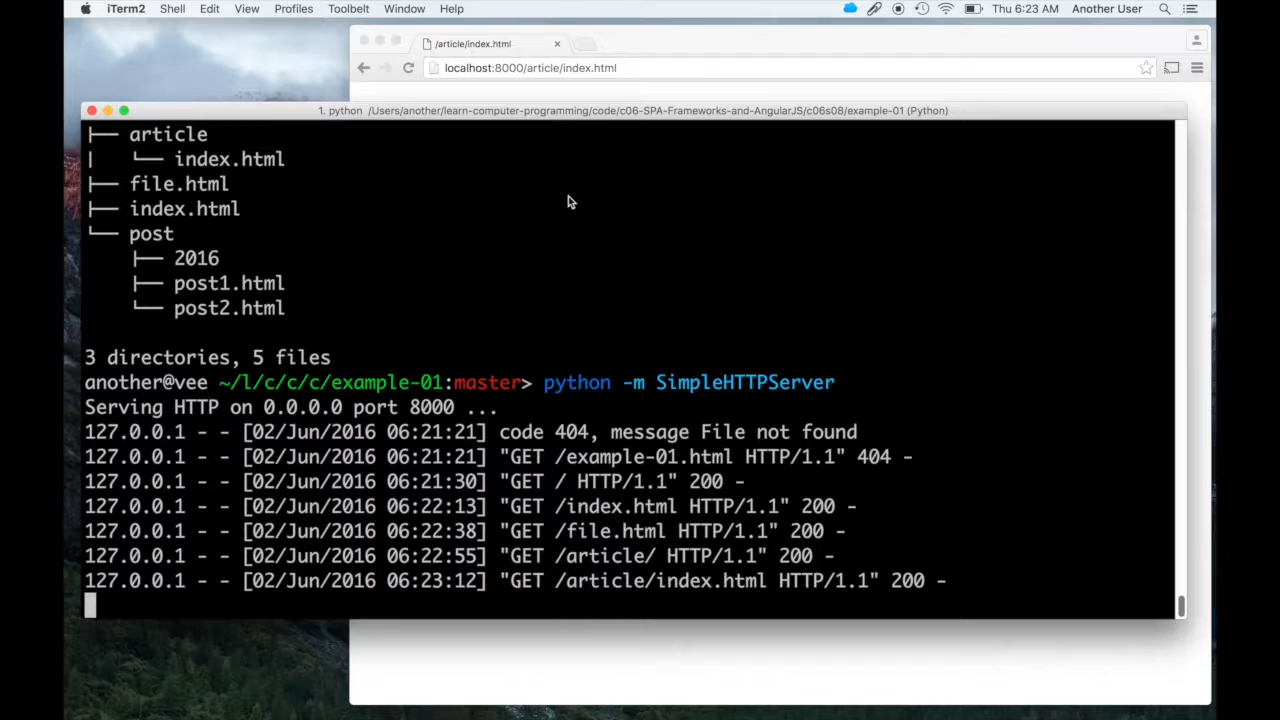 iTerm2 Shell Edit View Profiles Toolbelt Window Help Thu 6:23 AM Another User
/article/index.html
localhost:8000/article/index.html
1. python /Users/another/learn-computer-programming/code/c06-SPA-Frameworks-and-AngularJS/c06s08/example-01 (Python)
├── article
│   └── index.html
├── file.html
├── index.html
└── post
    ├── 2016
    ├── post1.html
    └── post2.html
3 directories, 5 files
another@vee ~/l/c/c/c/example-01:master> python -m SimpleHTTPServer
Serving HTTP on 0.0.0.0 port 8000 ...
127.0.0.1 - - [02/Jun/2016 06:21:21] code 404, message File not found
127.0.0.1 - - [02/Jun/2016 06:21:21] "GET /example-01.html HTTP/1.1" 404 -
127.0.0.1 - - [02/Jun/2016 06:21:30] "GET / HTTP/1.1" 200 -
127.0.0.1 - - [02/Jun/2016 06:22:13] "GET /index.html HTTP/1.1" 200 -
127.0.0.1 - - [02/Jun/2016 06:22:38] "GET /file.html HTTP/1.1" 200 -
127.0.0.1 - - [02/Jun/2016 06:22:55] "GET /article/ HTTP/1.1" 200 -
127.0.0.1 - - [02/Jun/2016 06:23:12] "GET /article/index.html HTTP/1.1" 200 -